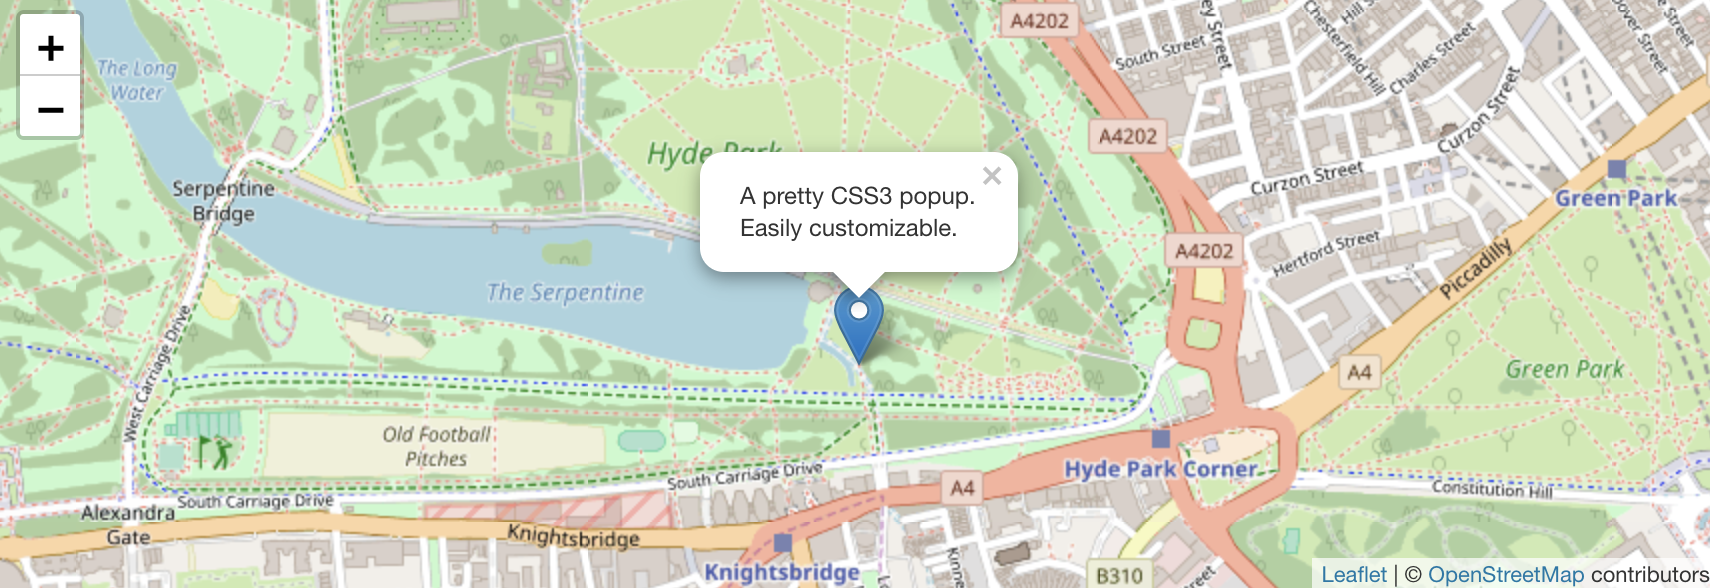 +
−
The Long
Water
Serpentine
Bridge
Hyde Park
A pretty CSS3 popup.
Easily customizable.
×
The Serpentine
West Carriage Drive
Old Football
Pitches
South Carriage Drive
South Carriage Drive
Alexandra
Gate
Knightsbridge
Knightsbridge
A4
Hyde Park Corner
B310
A4202
A4202
A4202
South Street
Chesterfield Hill
Charles Street
Curzon Street
Curzon Street
Hertford Street
Piccadilly
Green Park
Green Park
A4
Constitution Hill
Leaflet | © OpenStreetMap contributors